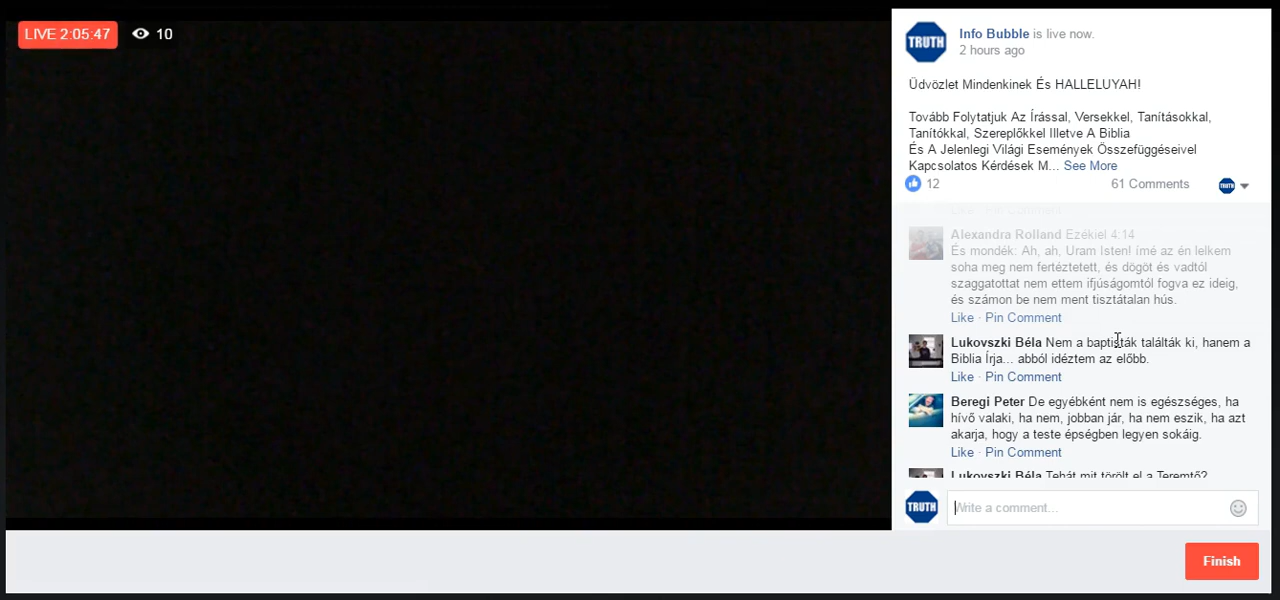 LIVE 2:05:47
10
TRUTH
Info Bubble is live now.
2 hours ago
Üdvözlet Mindenkinek És HALLELUYAH!
Tovább Folytatjuk Az Írással, Versekkel, Tanításokkal,
Tanítókkal, Szereplőkkel Illetve A Biblia
És A Jelenlegi Világi Események Összefüggéseivel
Kapcsolatos Kérdések M... See More
12
61 Comments
TRUTH
Like · Pin Comment
Alexandra Rolland Ezékiel 4:14
És mondék: Ah, ah, Uram Isten! ímé az én lelkem
soha meg nem fertéztetett, és dögöt és vadtól
szaggatottat nem ettem ifjúságomtól fogva ez ideig,
és számon be nem ment tisztátalan hús.
Like · Pin Comment
Lukovszki Béla Nem a baptisták találták ki, hanem a
Biblia Írja... abból idéztem az előbb.
Like · Pin Comment
Beregi Peter De egyébként nem is egészséges, ha
hívő valaki, ha nem, jobban jár, ha nem eszik, ha azt
akarja, hogy a teste épségben legyen sokáig.
Like · Pin Comment
Lukovszki Béla Tehát mit törölt el a Teremtő?
TRUTH
Write a comment...
Finish